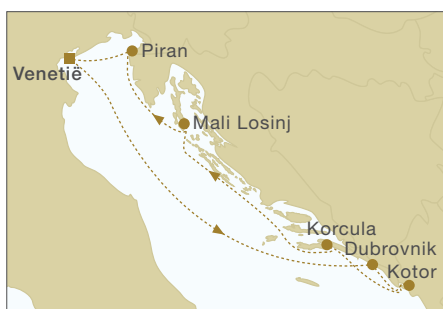 Piran
Venetië
Mali Losinj
Korcula
Dubrovnik
Kotor